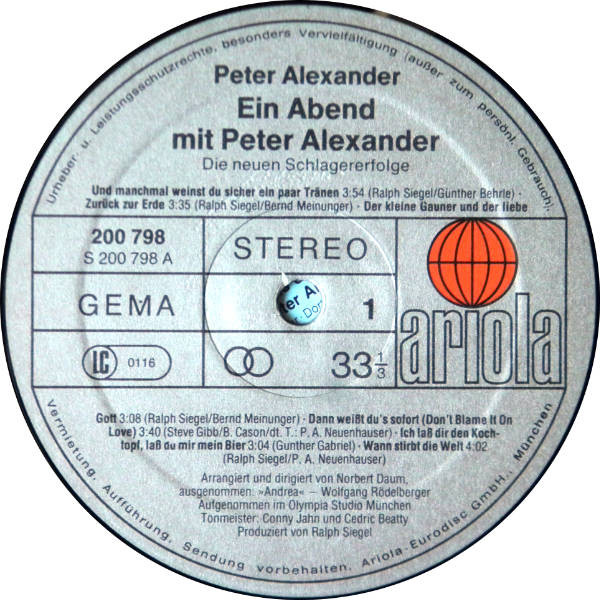 Urheber- u. Leistungsschutzrechte, besonders Vervielfältigung (außer zum persönl. Gebrauch),
Peter Alexander
Ein Abend
mit Peter Alexander
Die neuen Schlagererfolge
Und manchmal weinst du sicher ein paar Tränen 3:54 (Ralph Siegel/Günther Behrle) ·
Zurück zur Erde 3:35 (Ralph Siegel/Bernd Meinunger) · Der kleine Gauner und der liebe
200 798
S 200 798 A
STEREO
GEMA
ter Al
r · Dor
1
LC 0116
33 1/3
ariola
Gott 3:08 (Ralph Siegel/Bernd Meinunger) · Dann weißt du's sofort (Don't Blame It On
Love) 3:40 (Steve Gibb/B. Cason/dt. T.: P. A. Neuenhauser) · Ich laß dir den Koch-
topf, laß du mir mein Bier 3:04 (Gunther Gabriel) · Wann stirbt die Welt 4:02
(Ralph Siegel/P. A. Neuenhauser)
Arrangiert und dirigiert von Norbert Daum,
ausgenommen: »Andrea« – Wolfgang Rödelberger
Aufgenommen im Olympia Studio München
Tonmeister: Conny Jahn und Cedric Beatty
Produziert von Ralph Siegel
Vermietung, Aufführung, Sendung vorbehalten. Ariola-Eurodisc GmbH., München